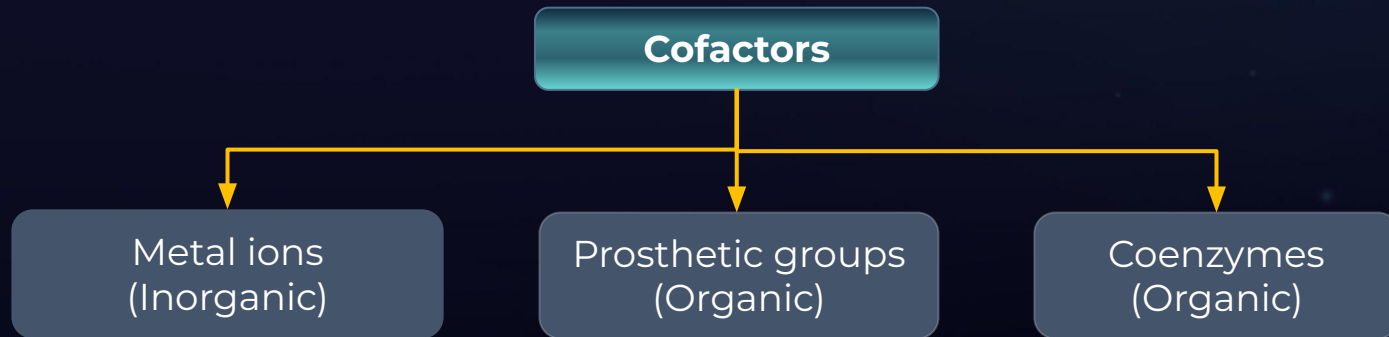 Cofactors
Metal ions
(Inorganic)
Prosthetic groups
(Organic)
Coenzymes
(Organic)